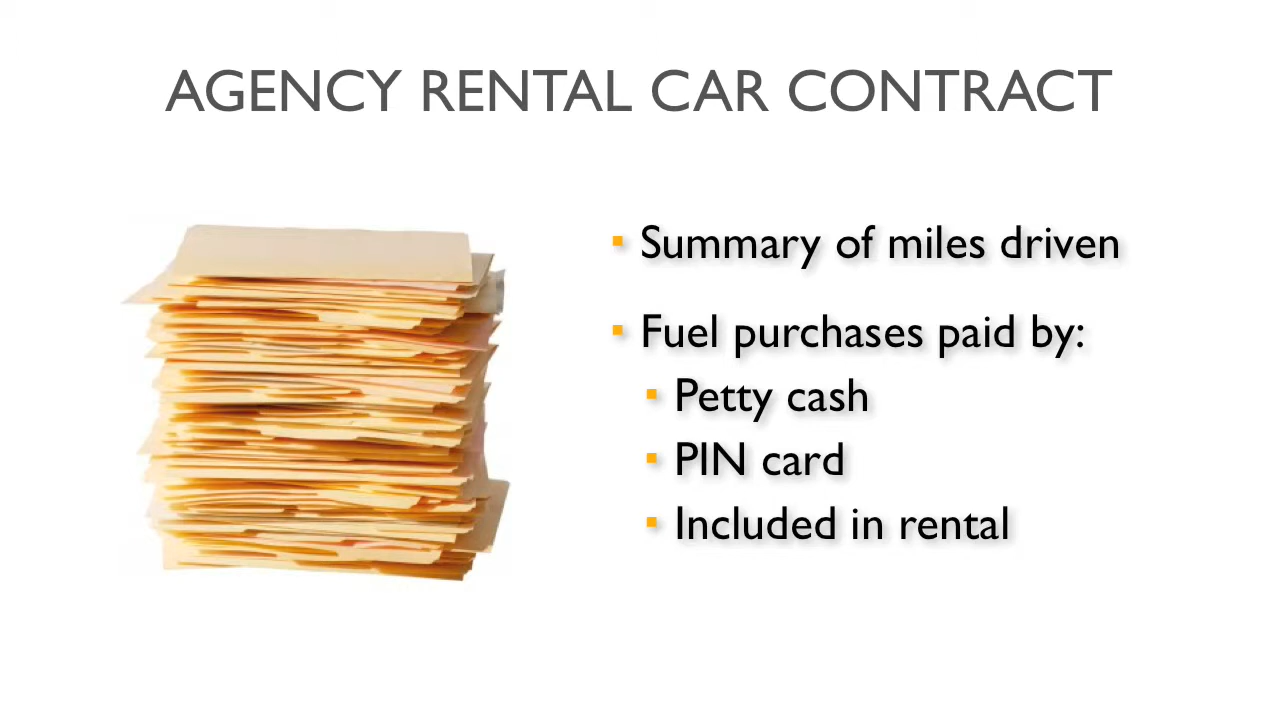 AGENCY RENTAL CAR CONTRACT
▪ Summary of miles driven
▪ Fuel purchases paid by:
▪ Petty cash
▪ PIN card
▪ Included in rental